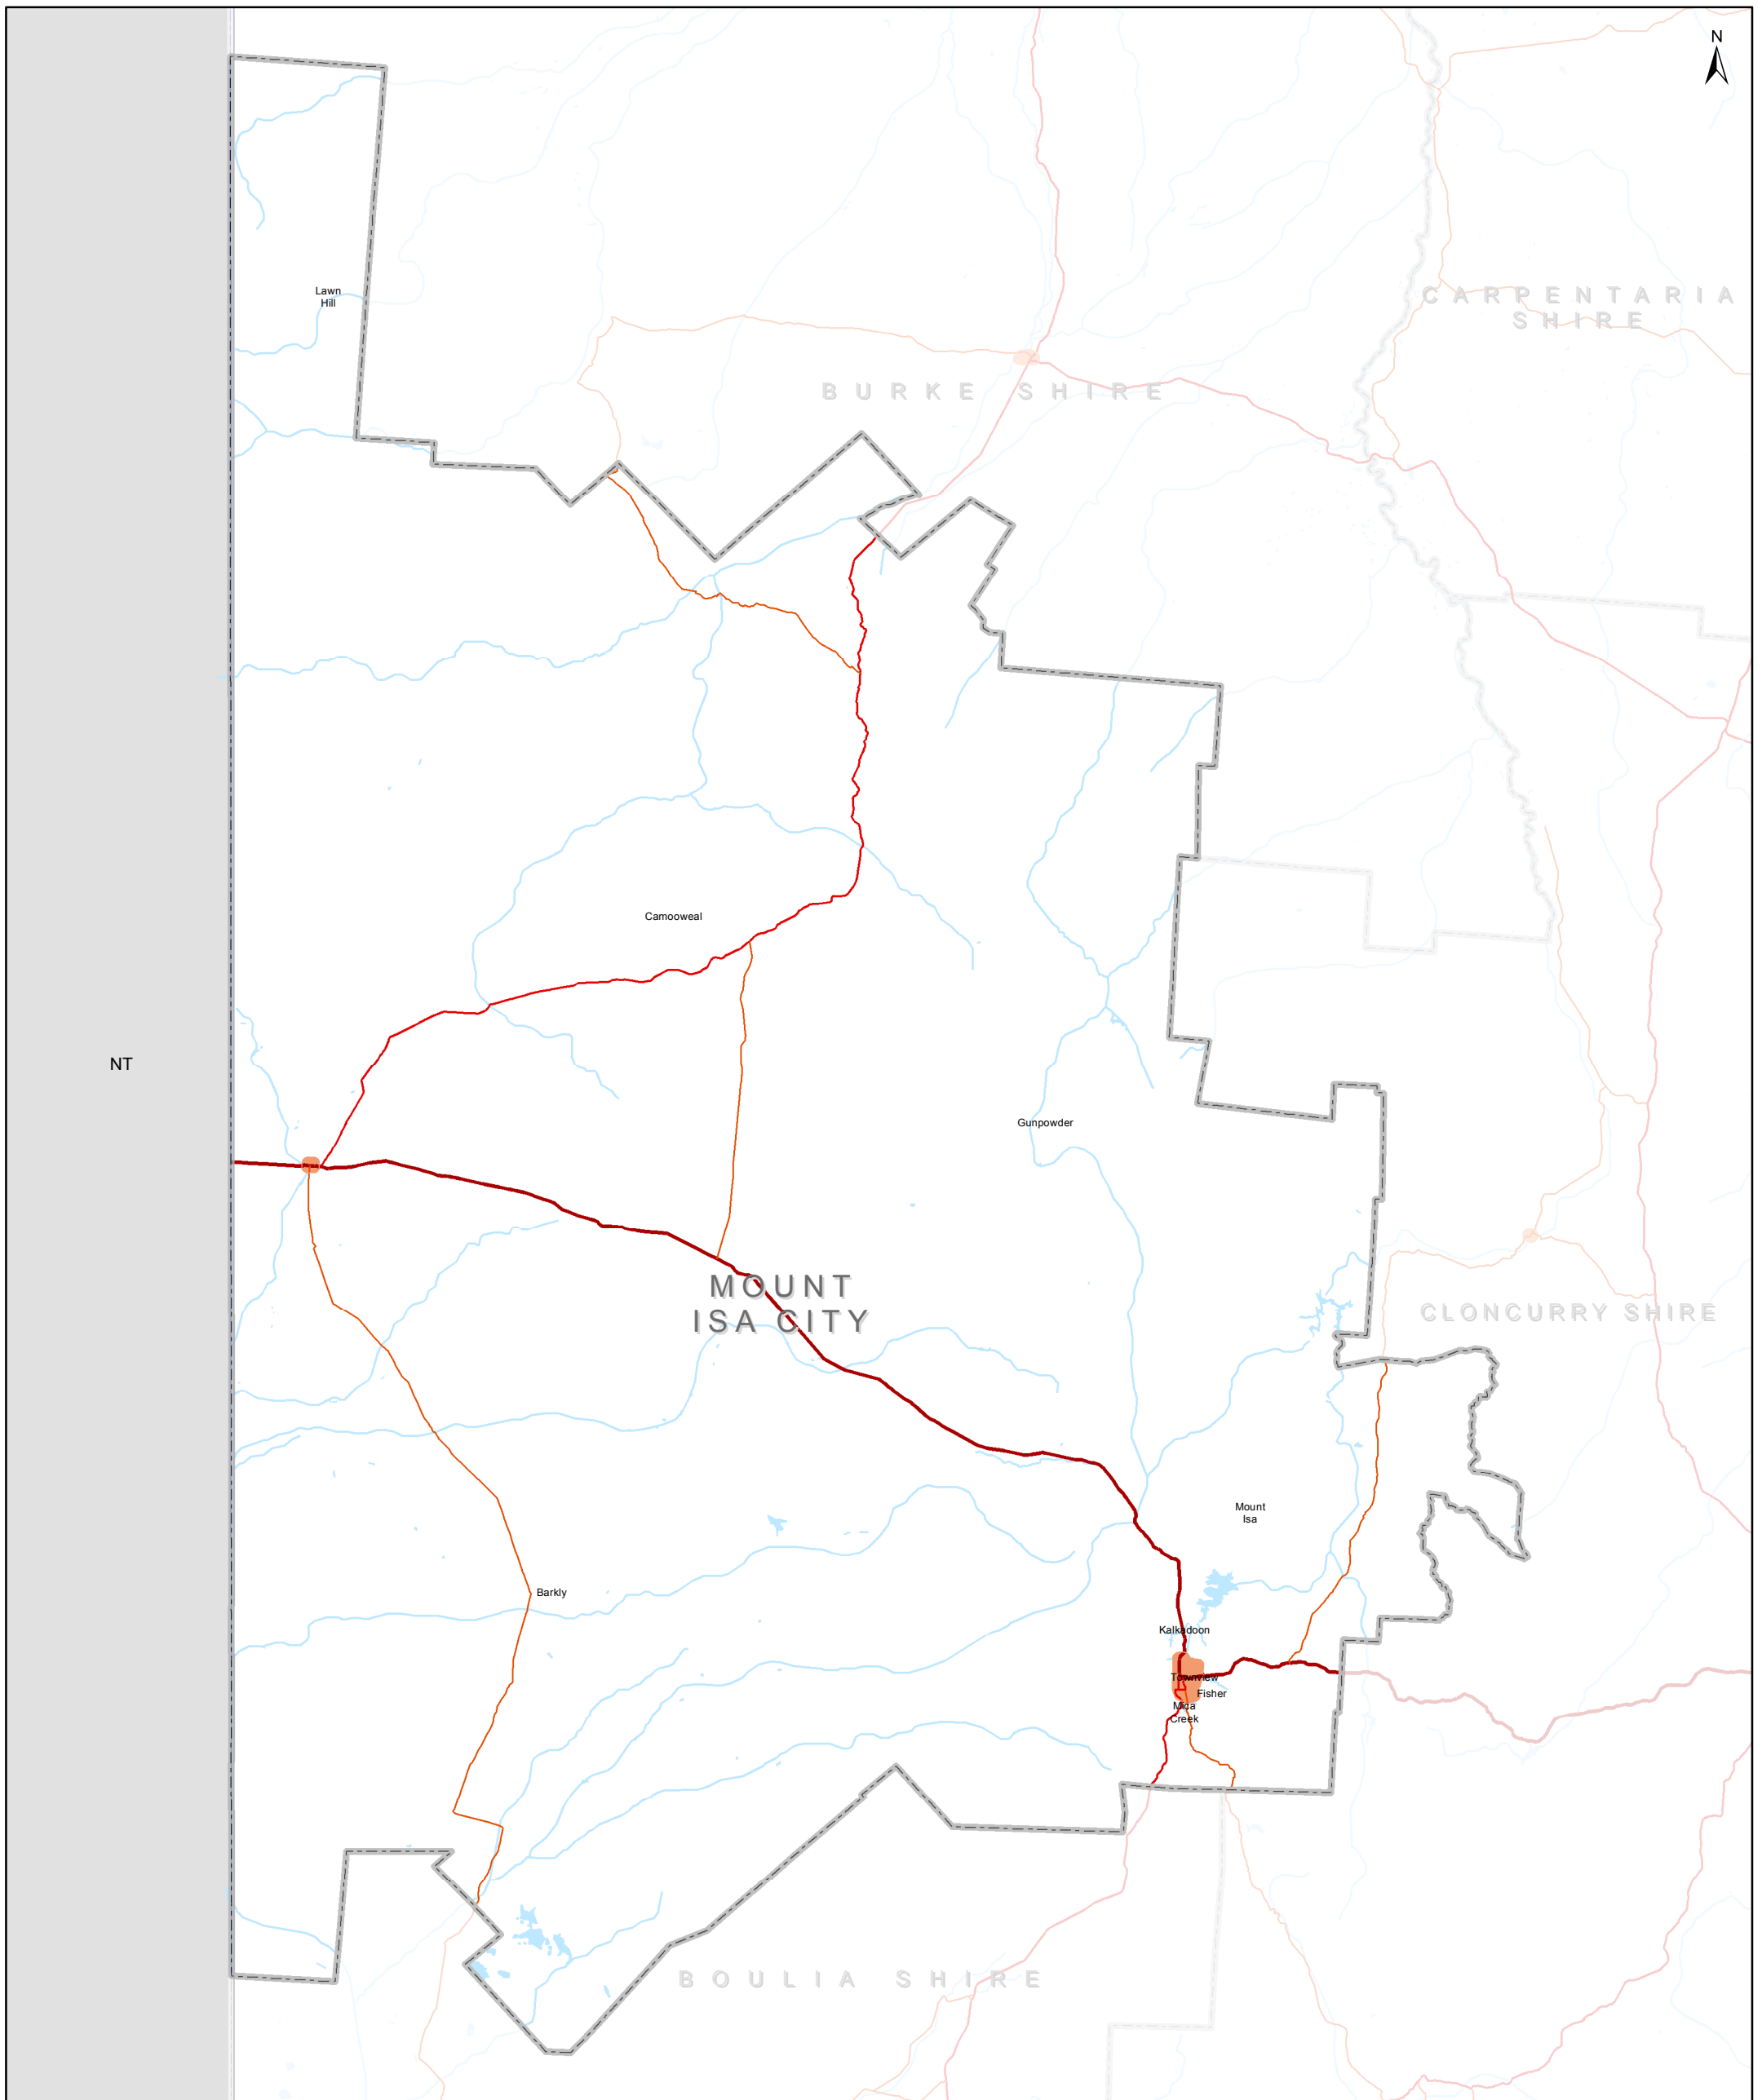 N
Lawn
Hill
CARPENTARIA
SHIRE
BURKE SHIRE
Camooweal
NT
Gunpowder
MOUNT
ISA CITY
CLONCURRY SHIRE
Mount
Isa
Barkly
Kalkadoon
Townview
Fisher
Mica
Creek
BOULIA SHIRE